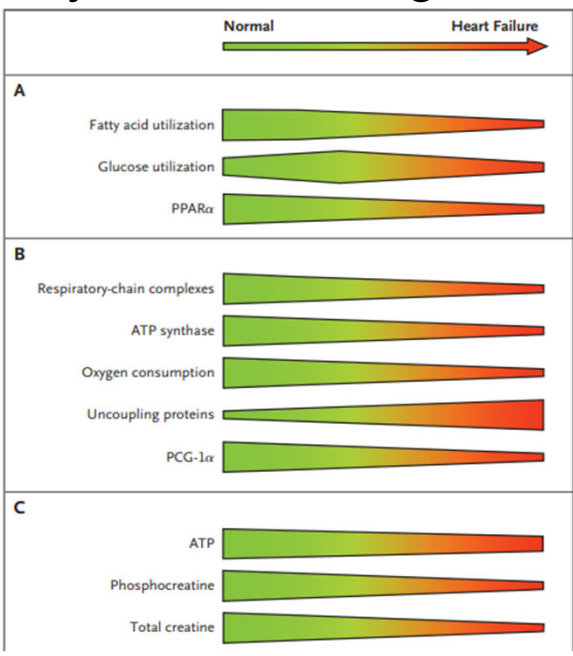 Normal Heart Failure
A
Fatty acid utilization
Glucose utilization
PPARα
B
Respiratory-chain complexes
ATP synthase
Oxygen consumption
Uncoupling proteins
PCG-1α
C
ATP
Phosphocreatine
Total creatine